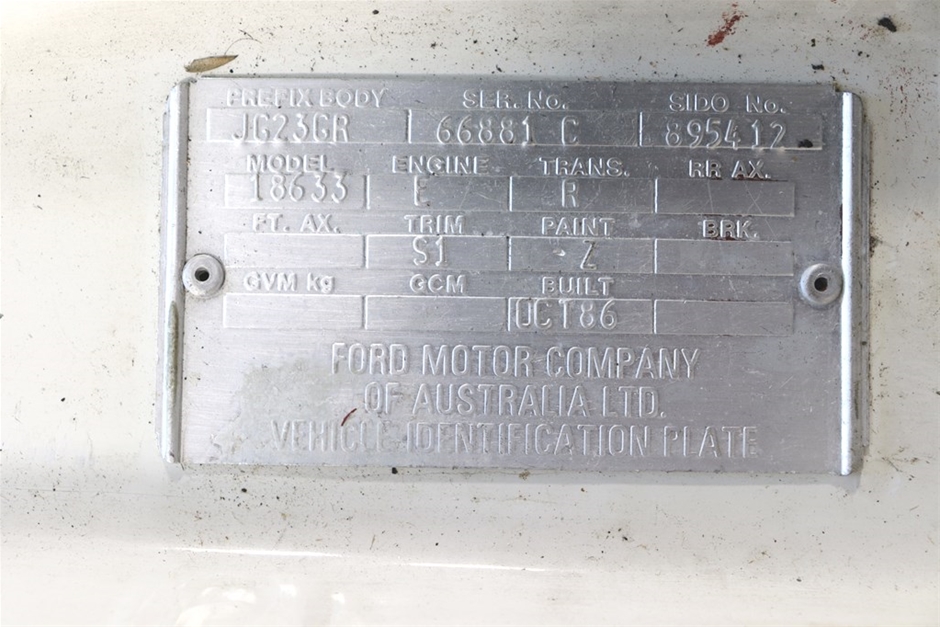 PREFIX BODY SER. No. SIDO No.
JG23GR 66881 C 895412
MODEL ENGINE TRANS. RR AX.
18633 E R
FT. AX. TRIM PAINT BRK.
S1 Z
GVM kg GCM BUILT
OCT86
FORD MOTOR COMPANY
OF AUSTRALIA LTD.
VEHICLE IDENTIFICATION PLATE